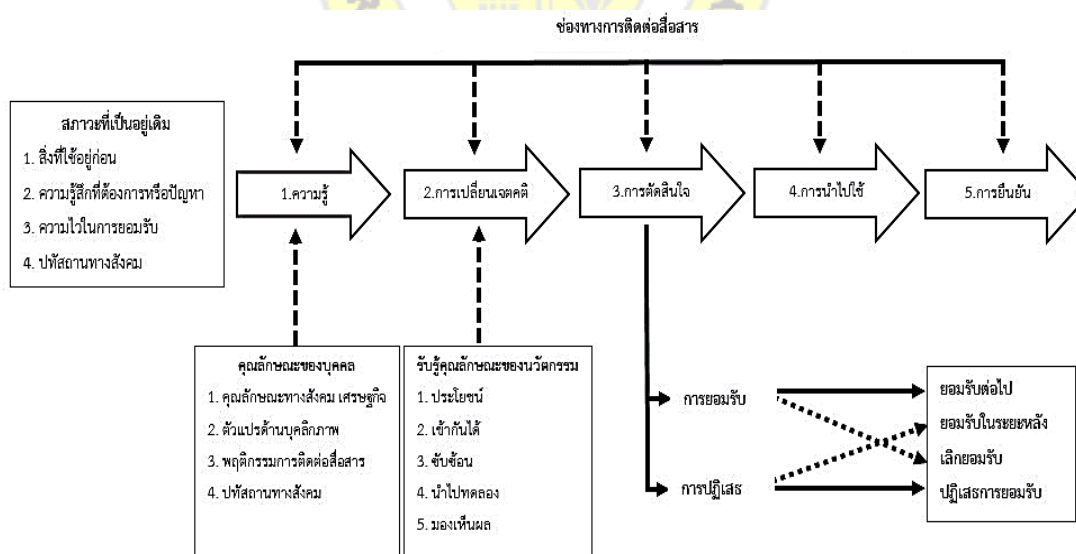 ช่องทางการติดต่อสื่อสาร
สภาวะที่เป็นอยู่เดิม
1. สิ่งที่ใช้อยู่ก่อน
2. ความรู้สึกที่ต้องการหรือปัญหา
3. ความไวในการยอมรับ
4. ปทัสถานทางสังคม
1.ความรู้
2.การเปลี่ยนเจตคติ
3.การตัดสินใจ
4.การนำไปใช้
5.การยืนยัน
คุณลักษณะของบุคคล
1. คุณลักษณะทางสังคม เศรษฐกิจ
2. ตัวแปรด้านบุคลิกภาพ
3. พฤติกรรมการติดต่อสื่อสาร
4. ปทัสถานทางสังคม
รับรู้คุณลักษณะของนวัตกรรม
1. ประโยชน์
2. เข้ากันได้
3. ซับซ้อน
4. นำไปทดลอง
5. มองเห็นผล
การยอมรับ
การปฏิเสธ
ยอมรับต่อไป
ยอมรับในระยะหลัง
เลิกยอมรับ
ปฏิเสธการยอมรับ